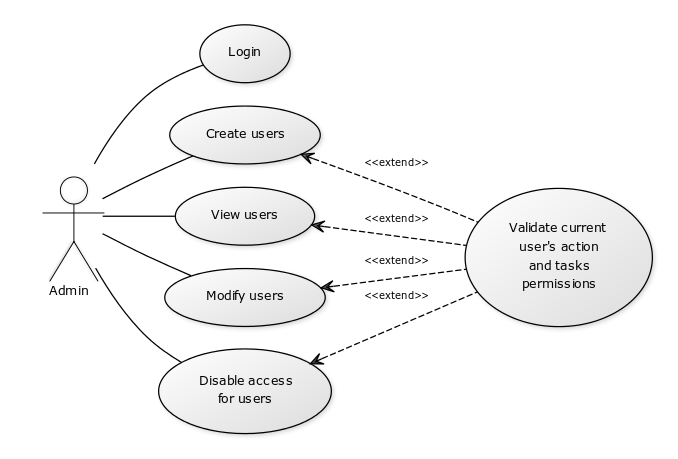 Login
Create users
<<extend>>
View users
<<extend>>
Validate current
user's action
and tasks
permissions
<<extend>>
Modify users
<<extend>>
Admin
Disable access
for users